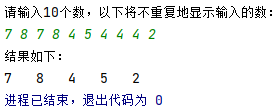 请输入10个数，以下将不重复地显示输入的数：
7 8 7 8 4 5 4 4 4 2
结果如下：
7 8 4 5 2
进程已结束，退出代码为 0